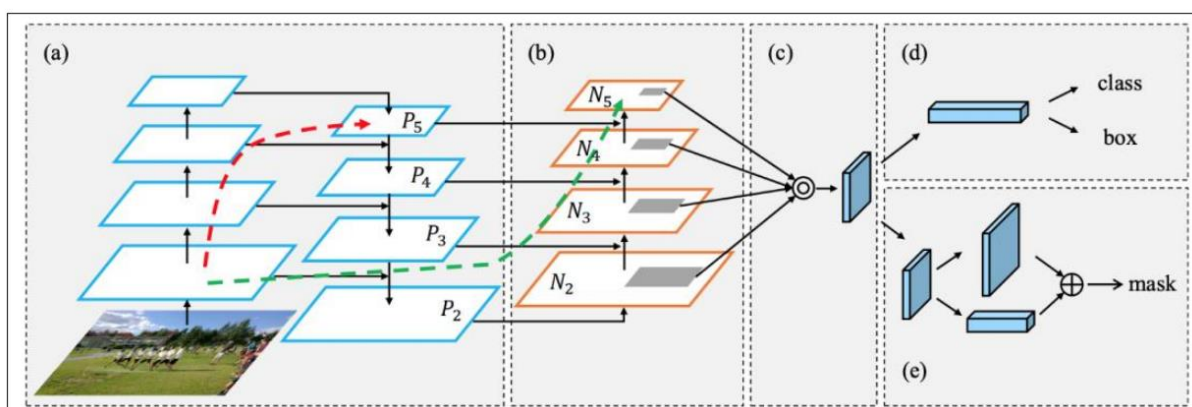 (a)
P5
P4
P3
P2
(b)
N5
N4
N3
N2
(c)
(d)
class
box
mask
(e)